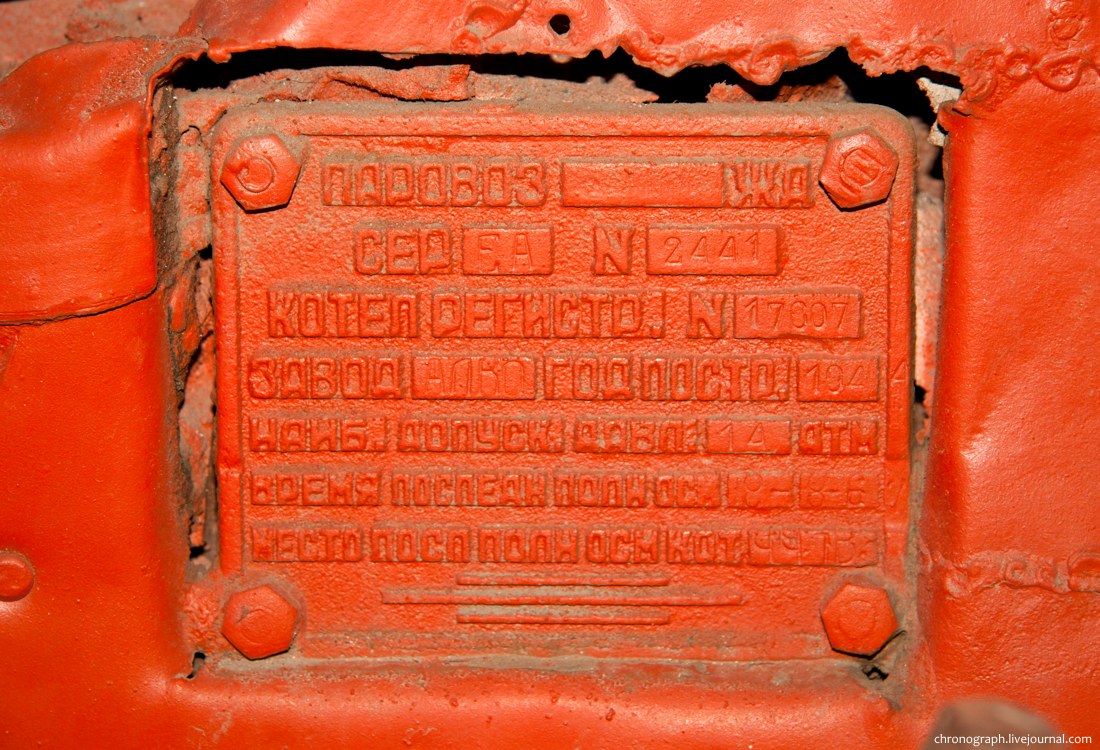 ПАРОВОЗ Ж.Д
СЕР ЕА N 2441
КОТЕЛ РЕГИСТР. N 17607
ЗАВОД АЛКО ГОД ПОСТР. 1944
НАИБ. ДОПУСК. ДАВЛ. 14 АТМ
ВРЕМЯ ПОСЛЕДН ПОЛН ОС.
МЕСТО ПОСЛ ПОЛН ОСМ КОТ.
chronograph.livejournal.com